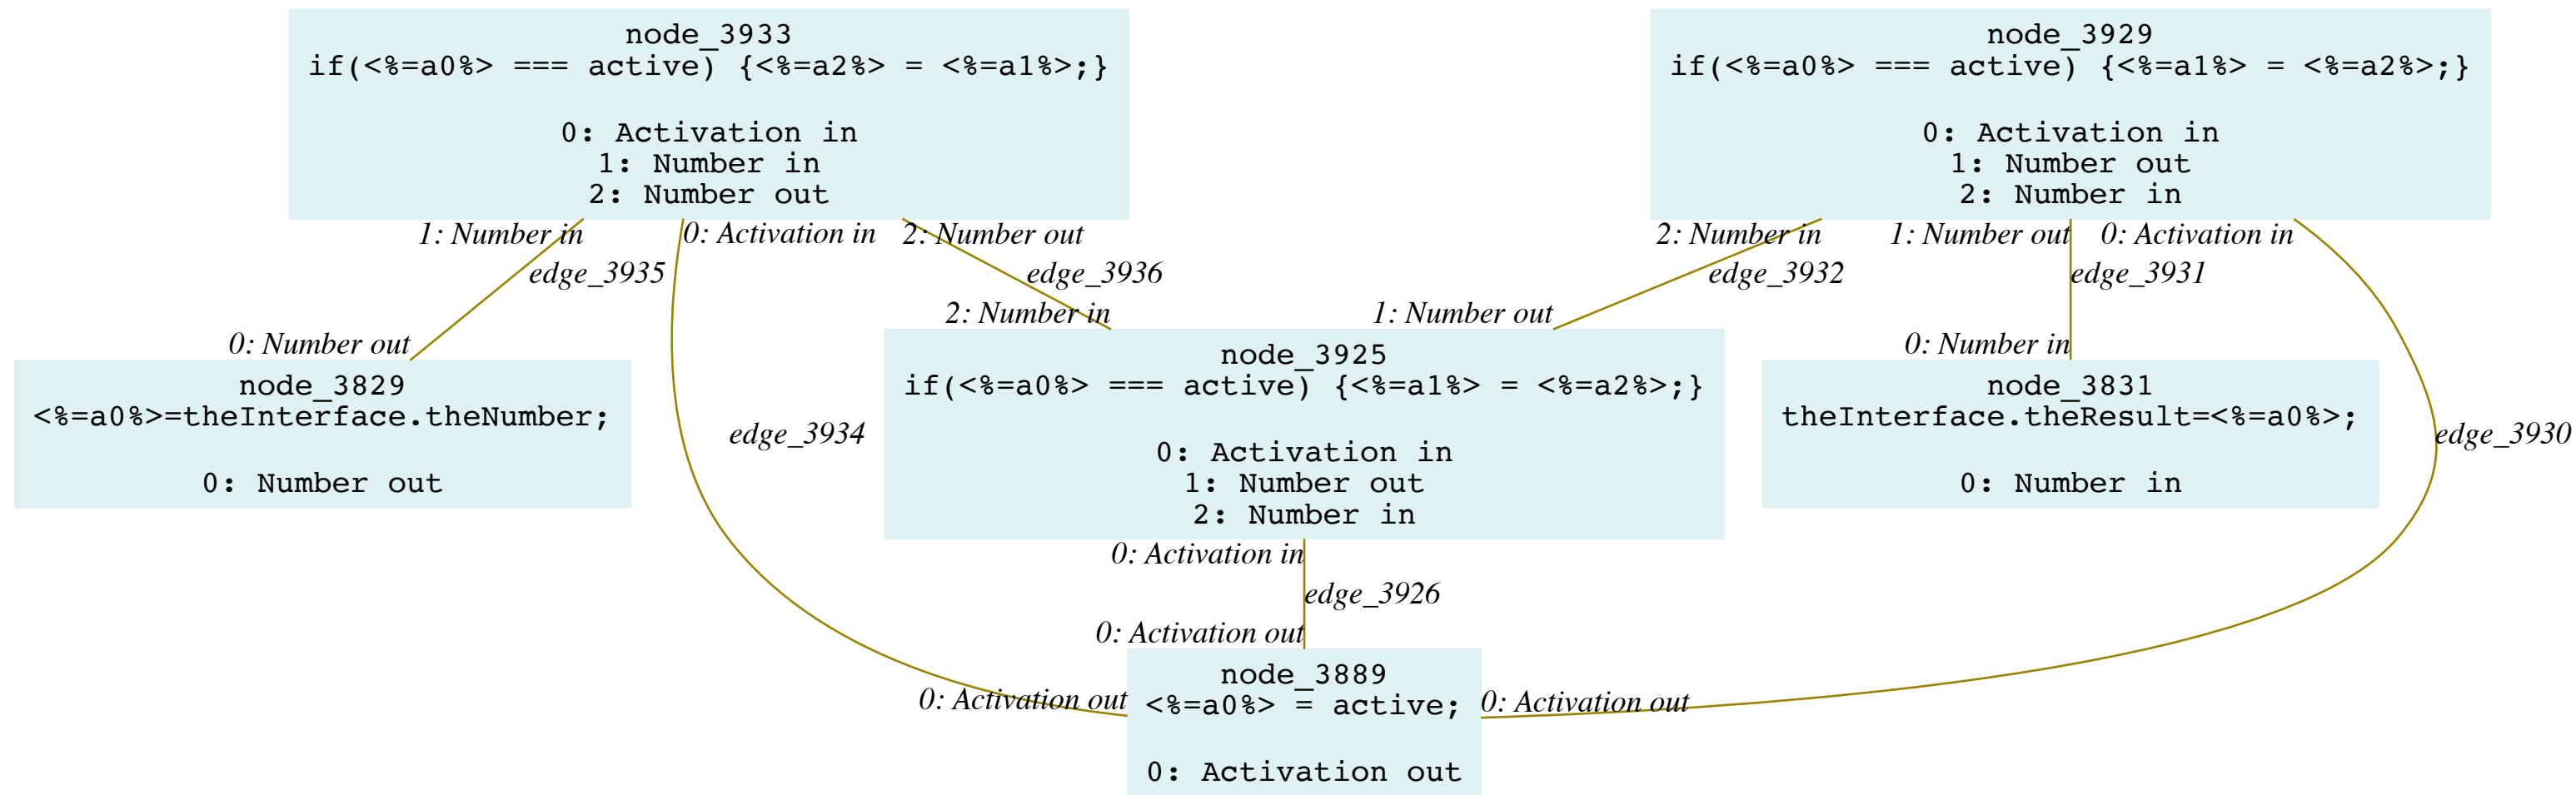 node_3933
if(<%=a0%> === active) {<%=a2%> = <%=a1%>;}
0: Activation in
1: Number in
2: Number out
node_3929
if(<%=a0%> === active) {<%=a1%> = <%=a2%>;}
0: Activation in
1: Number out
2: Number in
1: Number in
0: Activation in
2: Number out
2: Number in
1: Number out
0: Activation in
edge_3935
edge_3936
edge_3932
edge_3931
0: Number out
2: Number in
1: Number out
0: Number in
node_3829
<%=a0%>=theInterface.theNumber;
0: Number out
edge_3934
node_3925
if(<%=a0%> === active) {<%=a1%> = <%=a2%>;}
0: Activation in
1: Number out
2: Number in
node_3831
theInterface.theResult=<%=a0%>;
0: Number in
edge_3930
0: Activation in
edge_3926
0: Activation out
0: Activation out
node_3889
<%=a0%> = active;
0: Activation out
0: Activation out